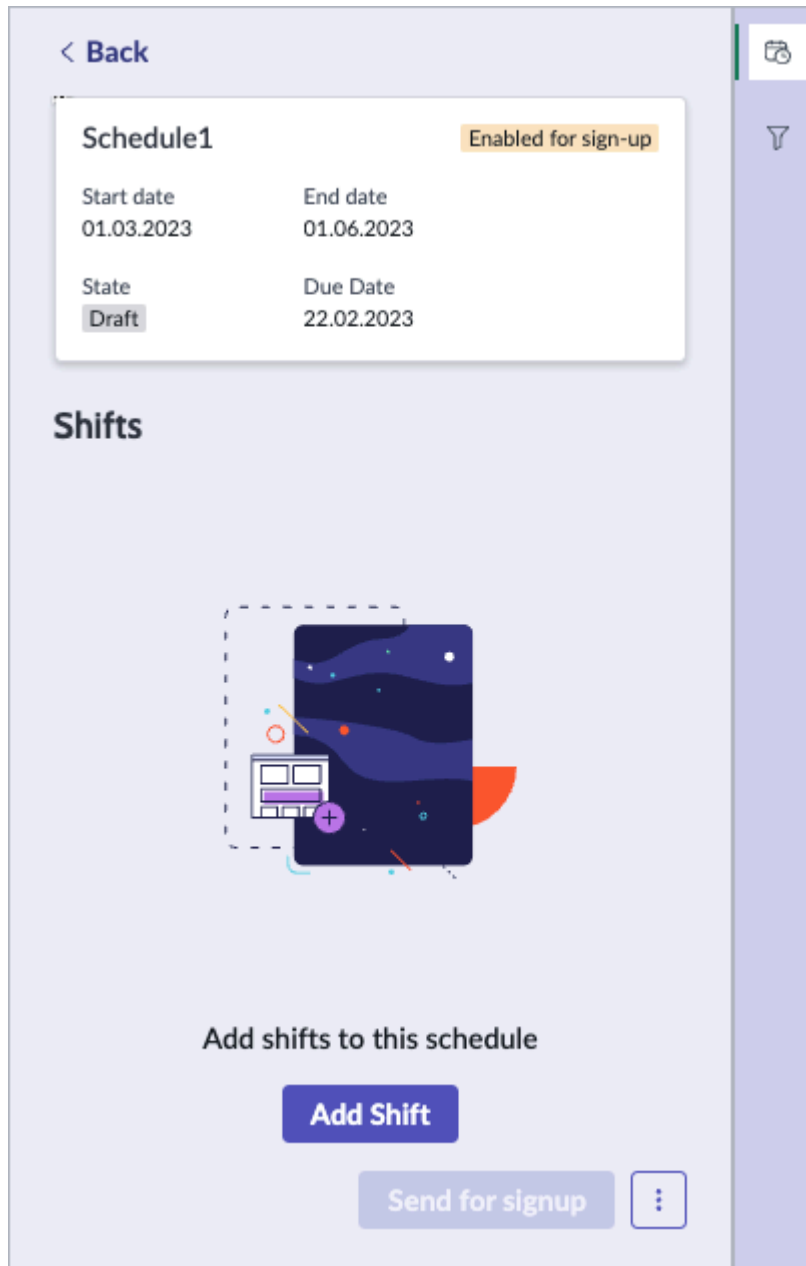 Back
Schedule1
Enabled for sign-up
Start date
End date
01.03.2023
01.06.2023
State
Due Date
Draft
22.02.2023
Shifts
Add shifts to this schedule
Add Shift
Send for signup